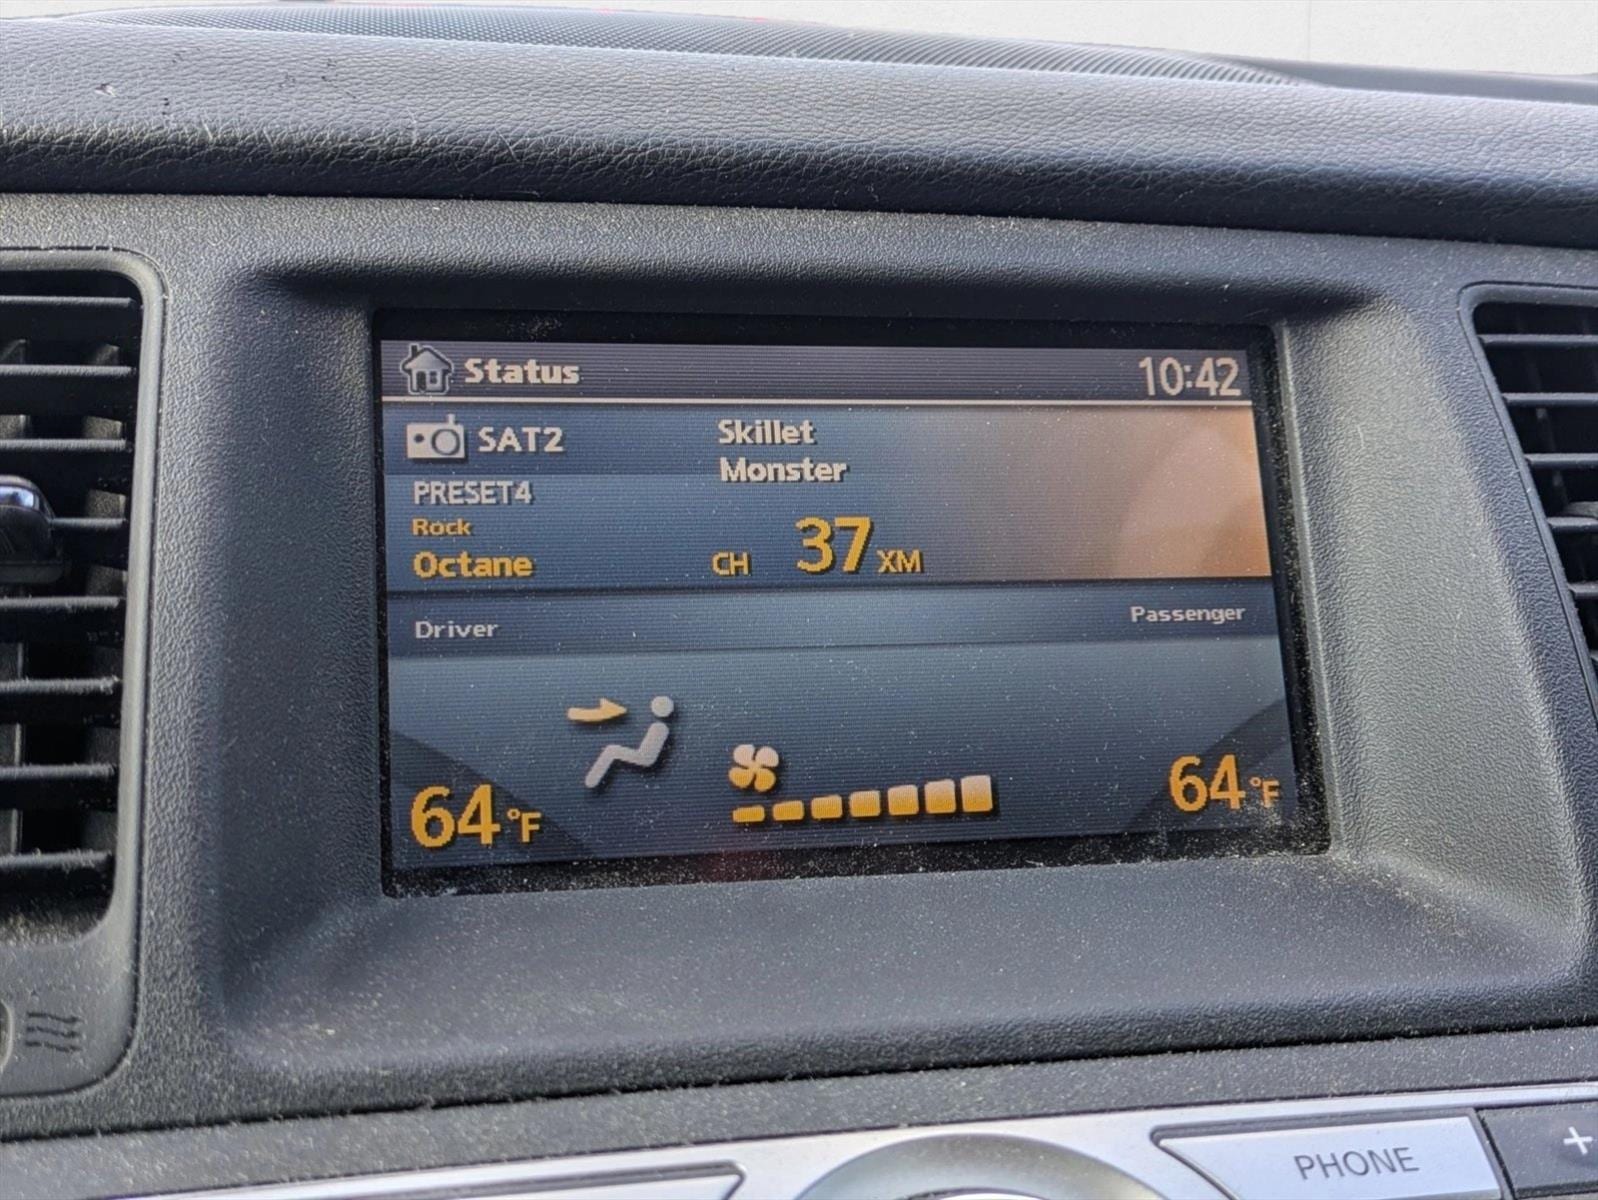 Status 10:42
SAT2 Skillet
Monster
PRESET4
Rock
Octane CH 37 XM
Driver Passenger
64°F 64°F
PHONE +